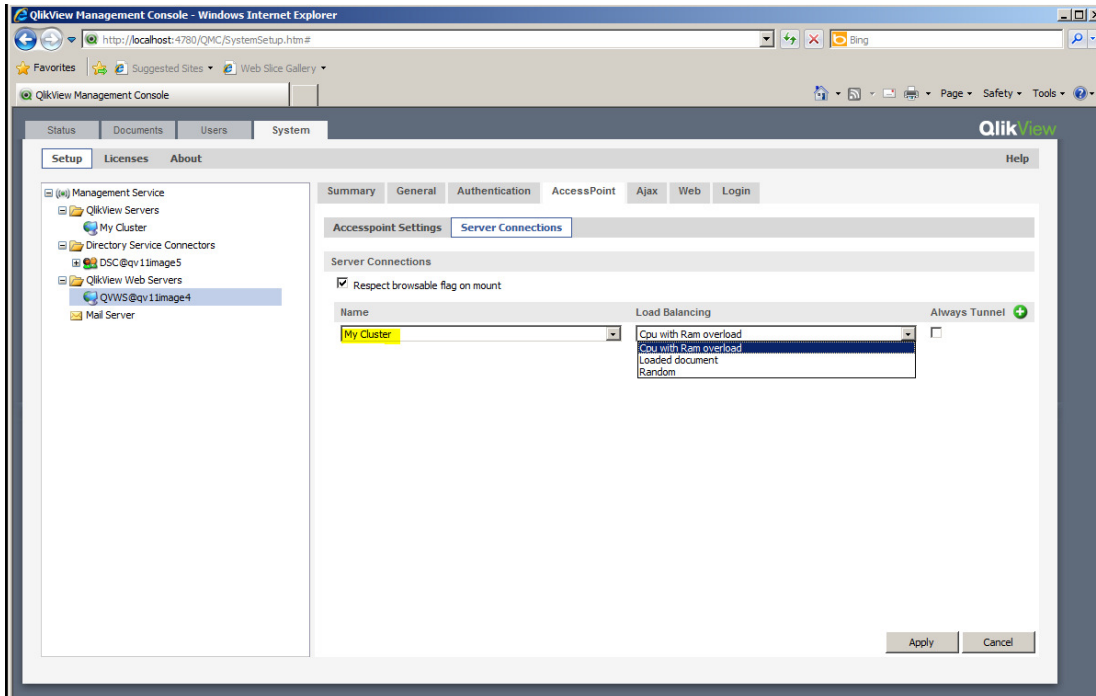 QlikView Management Console - Windows Internet Explorer
http://localhost:4780/QMC/SystemSetup.htm#
Bing
Favorites Suggested Sites Web Slice Gallery
QlikView Management Console
Page Safety Tools
Status Documents Users System
QlikView
Setup Licenses About Help
Management Service
QlikView Servers
My Cluster
Directory Service Connectors
DSC@qv11image5
QlikView Web Servers
QVWS@qv11image4
Mail Server
Summary General Authentication AccessPoint Ajax Web Login
Accesspoint Settings Server Connections
Server Connections
Respect browsable flag on mount
Name Load Balancing Always Tunnel
My Cluster Cpu with Ram overload
Cpu with Ram overload
Loaded document
Random
Apply Cancel